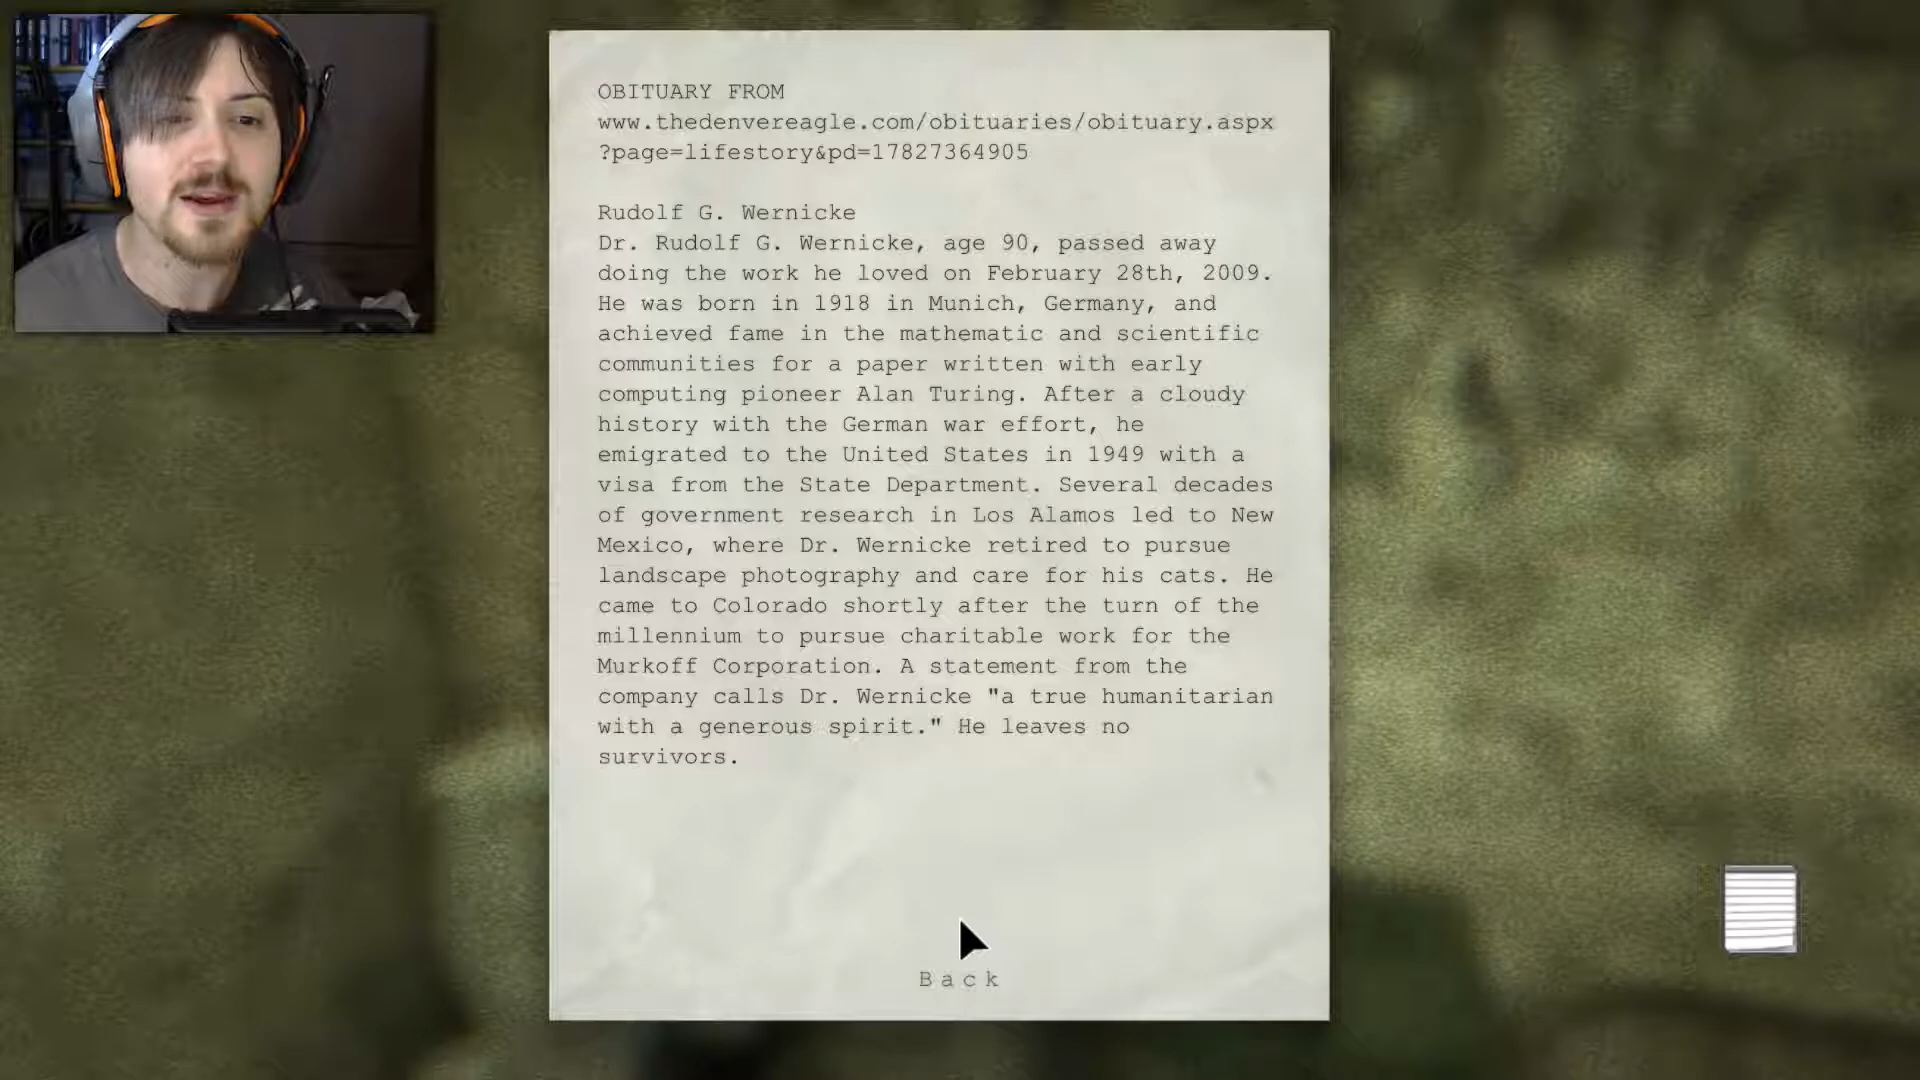 OBITUARY FROM
www.thedenvereagle.com/obituaries/obituary.aspx
?page=lifestory&pd=17827364905
Rudolf G. Wernicke
Dr. Rudolf G. Wernicke, age 90, passed away
doing the work he loved on February 28th, 2009.
He was born in 1918 in Munich, Germany, and
achieved fame in the mathematic and scientific
communities for a paper written with early
computing pioneer Alan Turing. After a cloudy
history with the German war effort, he
emigrated to the United States in 1949 with a
visa from the State Department. Several decades
of government research in Los Alamos led to New
Mexico, where Dr. Wernicke retired to pursue
landscape photography and care for his cats. He
came to Colorado shortly after the turn of the
millennium to pursue charitable work for the
Murkoff Corporation. A statement from the
company calls Dr. Wernicke "a true humanitarian
with a generous spirit." He leaves no
survivors.
Back